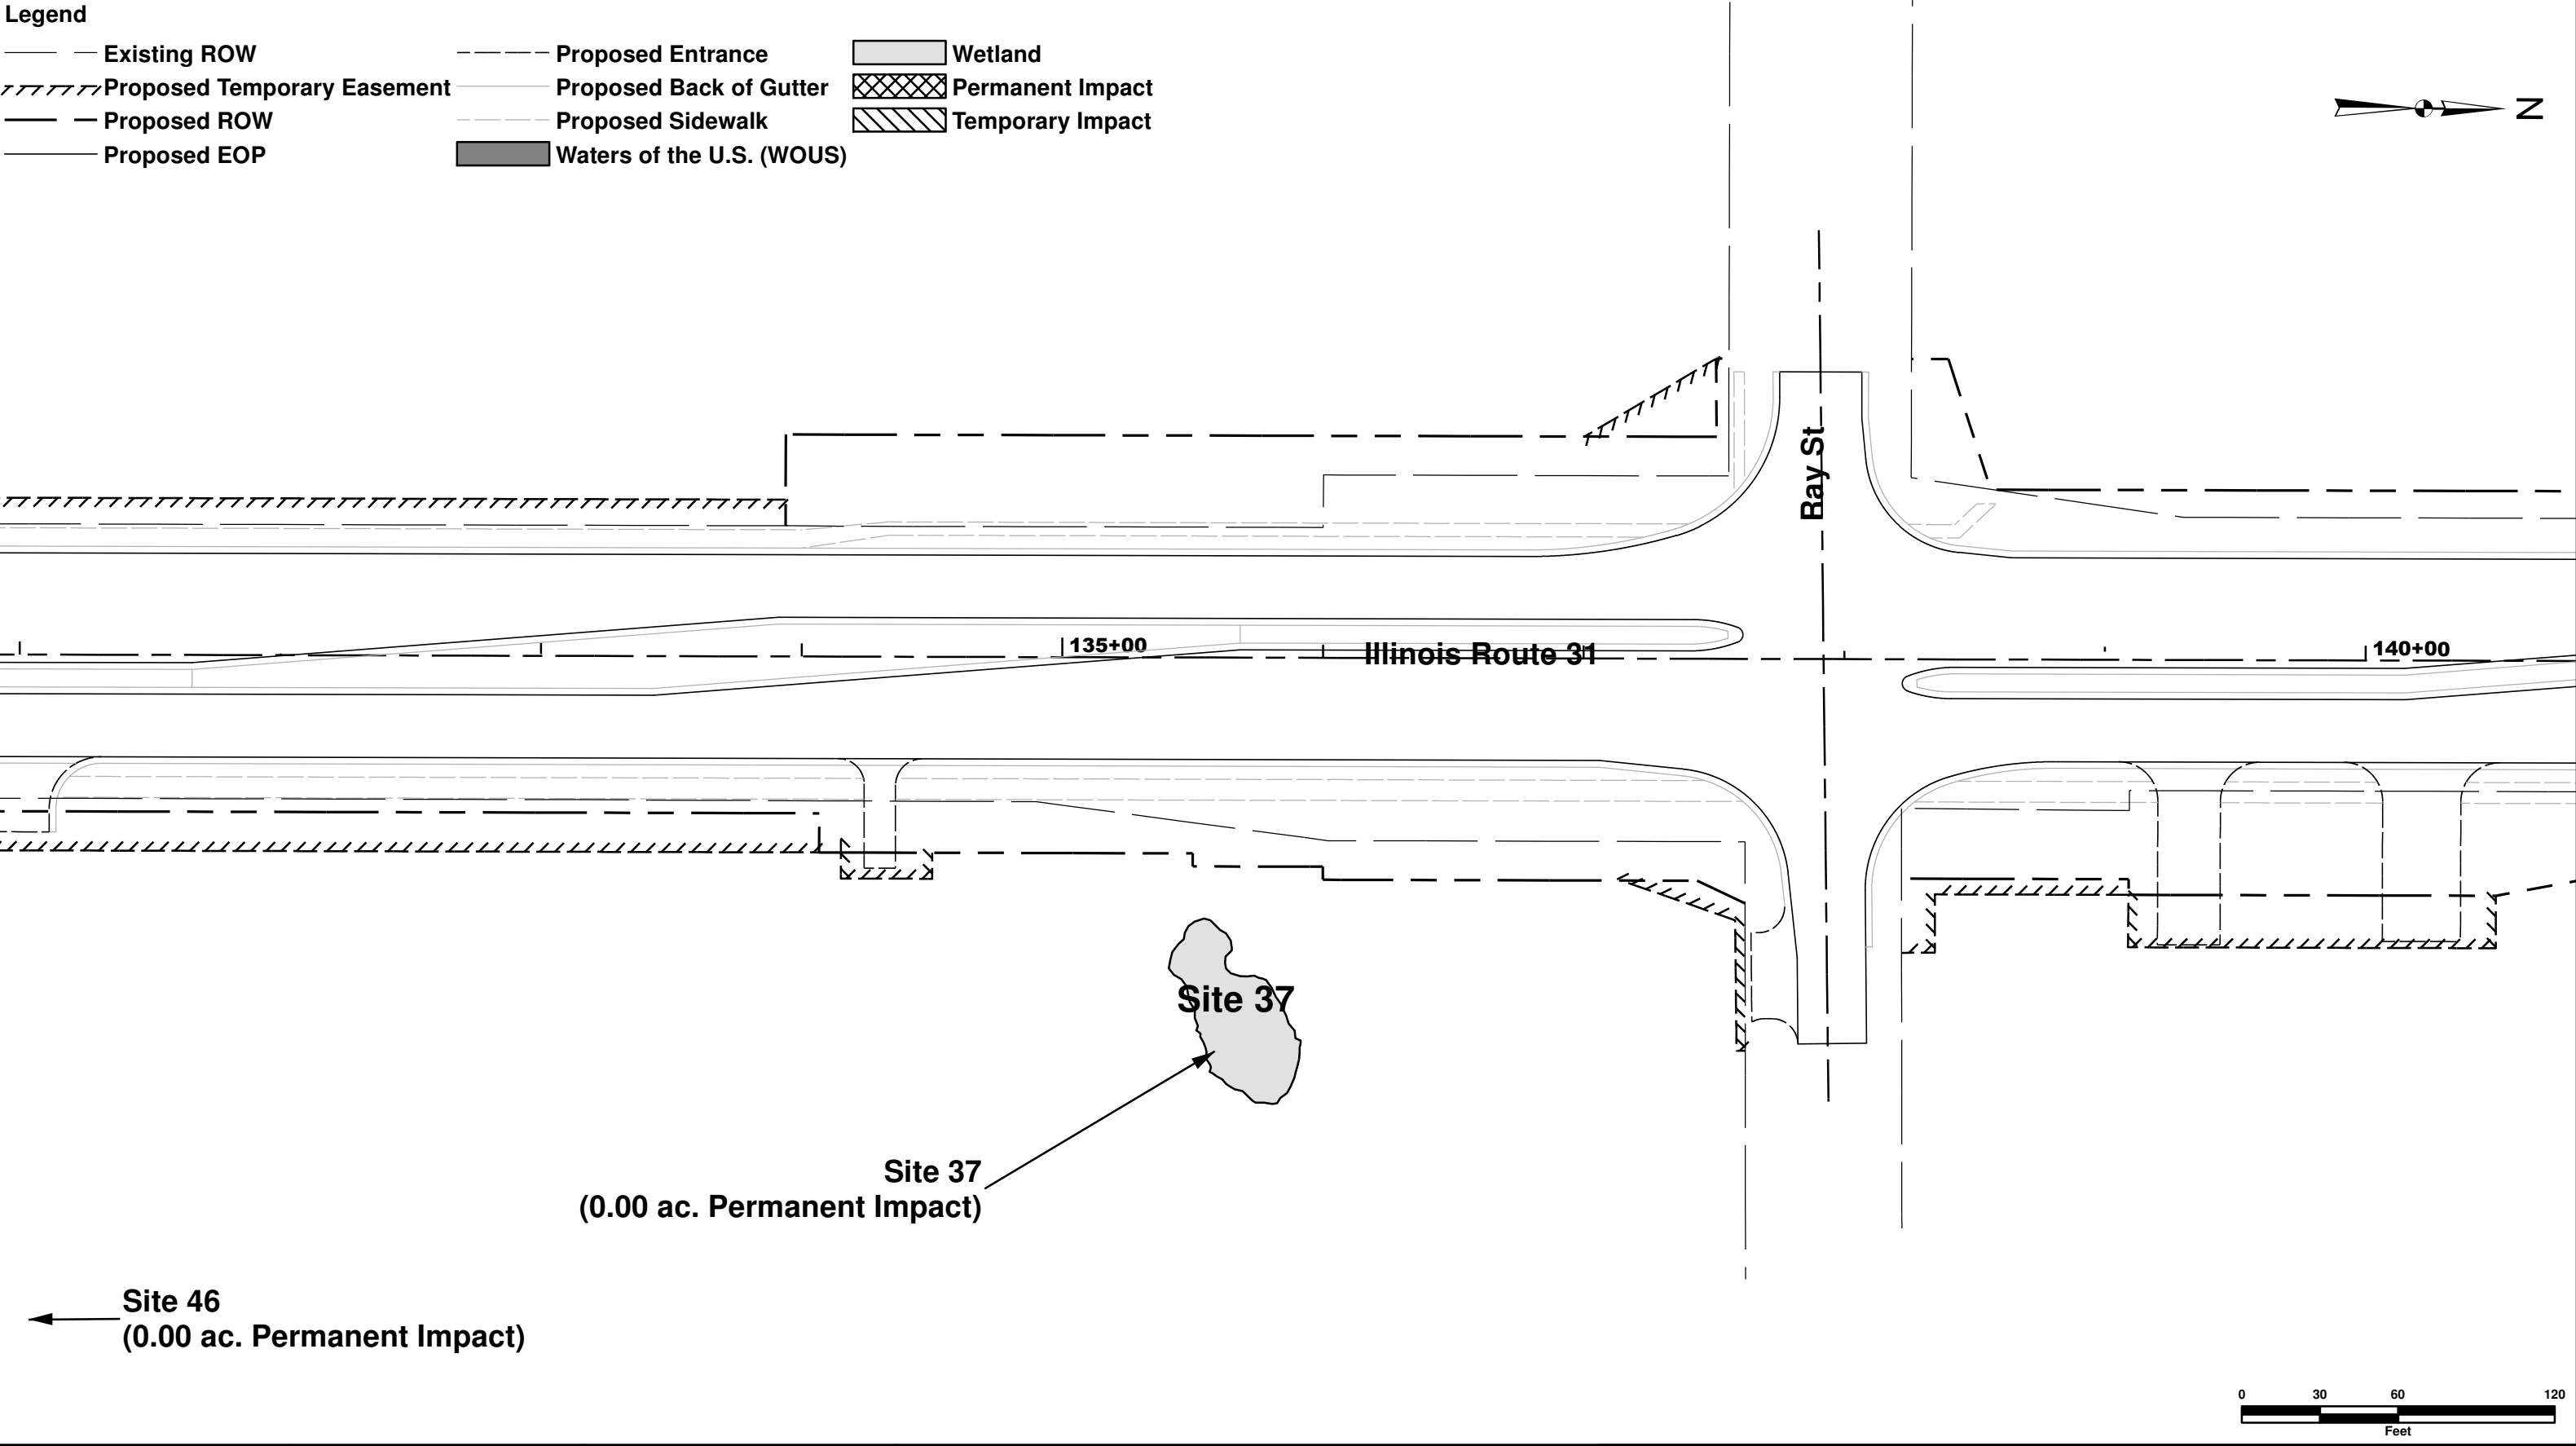 Legend
Existing ROW
Proposed Temporary Easement
Proposed ROW
Proposed EOP
Proposed Entrance
Proposed Back of Gutter
Proposed Sidewalk
Waters of the U.S. (WOUS)
Wetland
Permanent Impact
Temporary Impact
N
Bay St
135+00
Illinois Route 31
140+00
Site 37
Site 37
(0.00 ac. Permanent Impact)
Site 46
(0.00 ac. Permanent Impact)
0 30 60 120
Feet